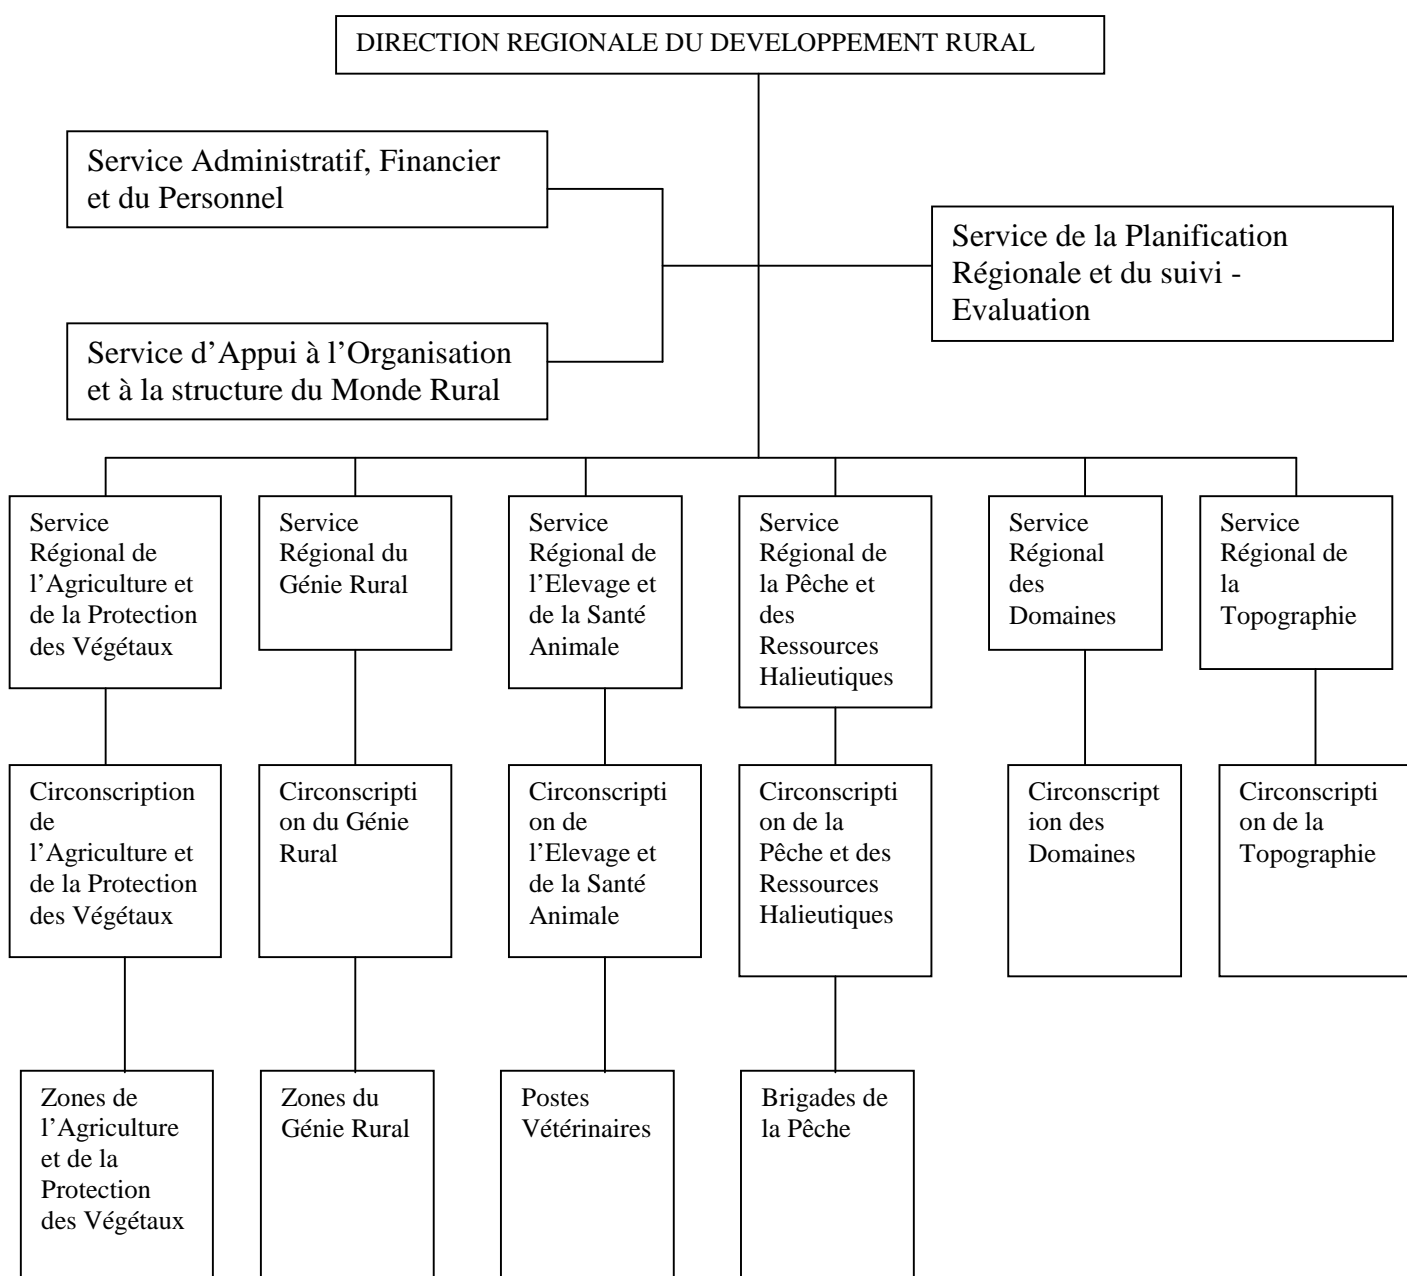 DIRECTION REGIONALE DU DEVELOPPEMENT RURAL
Service Administratif, Financier
et du Personnel
Service de la Planification
Régionale et du suivi -
Evaluation
Service d’Appui à l’Organisation
et à la structure du Monde Rural
Service
Régional de
l’Agriculture et
de la Protection
des Végétaux
Service
Régional du
Génie Rural
Service
Régional de
l’Elevage et
de la Santé
Animale
Service
Régional de
la Pêche et
des
Ressources
Halieutiques
Service
Régional
des
Domaines
Service
Régional de
la
Topographie
Circonscription
de
l’Agriculture et
de la Protection
des Végétaux
Circonscripti
on du Génie
Rural
Circonscripti
on de
l’Elevage et
de la Santé
Animale
Circonscripti
on de la
Pêche et des
Ressources
Halieutiques
Circonscript
ion des
Domaines
Circonscripti
on de la
Topographie
Zones de
l’Agriculture
et de la
Protection
des Végétaux
Zones du
Génie Rural
Postes
Vétérinaires
Brigades de
la Pêche